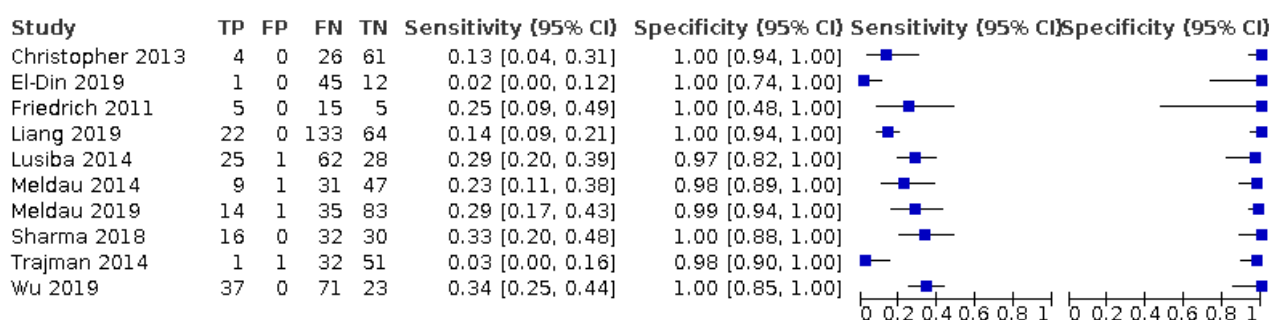 Study TP FP FN TN Sensitivity (95% CI) Specificity (95% CI) Sensitivity (95% CI)Specificity (95% CI)
Christopher 2013 4 0 26 61 0.13 [0.04, 0.31] 1.00 [0.94, 1.00]
El-Din 2019 1 0 45 12 0.02 [0.00, 0.12] 1.00 [0.74, 1.00]
Friedrich 2011 5 0 15 5 0.25 [0.09, 0.49] 1.00 [0.48, 1.00]
Liang 2019 22 0 133 64 0.14 [0.09, 0.21] 1.00 [0.94, 1.00]
Lusiba 2014 25 1 62 28 0.29 [0.20, 0.39] 0.97 [0.82, 1.00]
Meldau 2014 9 1 31 47 0.23 [0.11, 0.38] 0.98 [0.89, 1.00]
Meldau 2019 14 1 35 83 0.29 [0.17, 0.43] 0.99 [0.94, 1.00]
Sharma 2018 16 0 32 30 0.33 [0.20, 0.48] 1.00 [0.88, 1.00]
Trajman 2014 1 1 32 51 0.03 [0.00, 0.16] 0.98 [0.90, 1.00]
Wu 2019 37 0 71 23 0.34 [0.25, 0.44] 1.00 [0.85, 1.00]
0 0.2 0.4 0.6 0.8 1 0 0.2 0.4 0.6 0.8 1